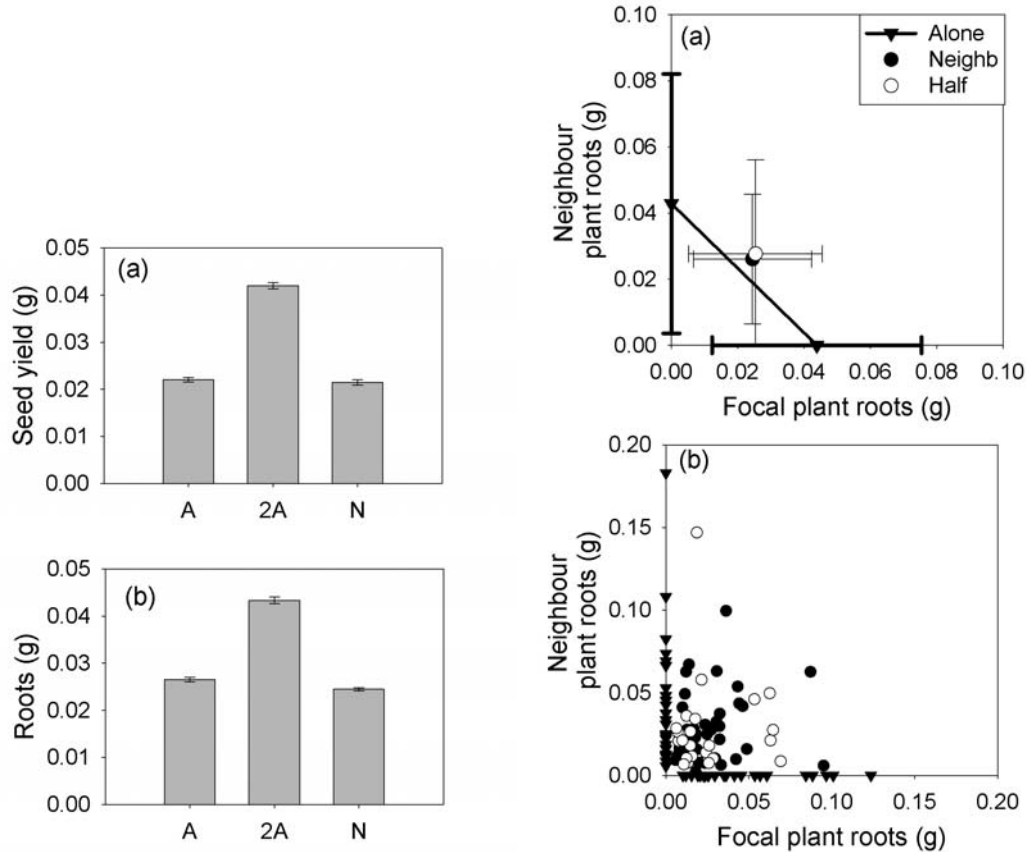 Seed yield (g)
(a)
0.05
0.04
0.03
0.02
0.01
0.00
A 2A N
Roots (g)
(b)
0.05
0.04
0.03
0.02
0.01
0.00
A 2A N
Neighbour
plant roots (g)
(a)
Alone
Neighb
Half
0.10
0.08
0.06
0.04
0.02
0.00
0.00 0.02 0.04 0.06 0.08 0.10
Focal plant roots (g)
Neighbour
plant roots (g)
(b)
0.20
0.15
0.10
0.05
0.00
0.00 0.05 0.10 0.15 0.20
Focal plant roots (g)